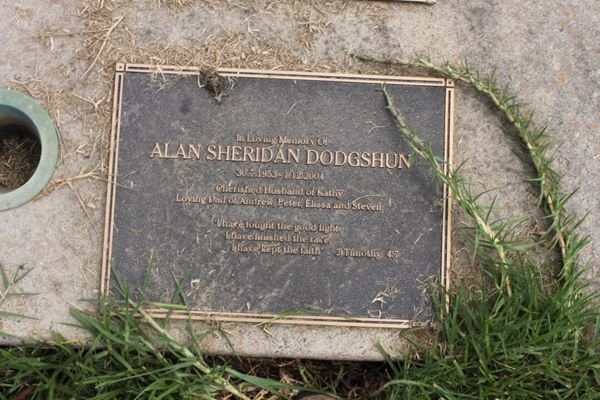 In Loving Memory Of
ALAN SHERIDAN DODGSHUN
30.7.1953 - 1.12.2004
Cherished Husband of Kathy
Loving Dad of Andrew, Peter, Elissa and Steven
"I have fought the good fight
I have finished the race
I have kept the faith" 2 Timothy 4:7